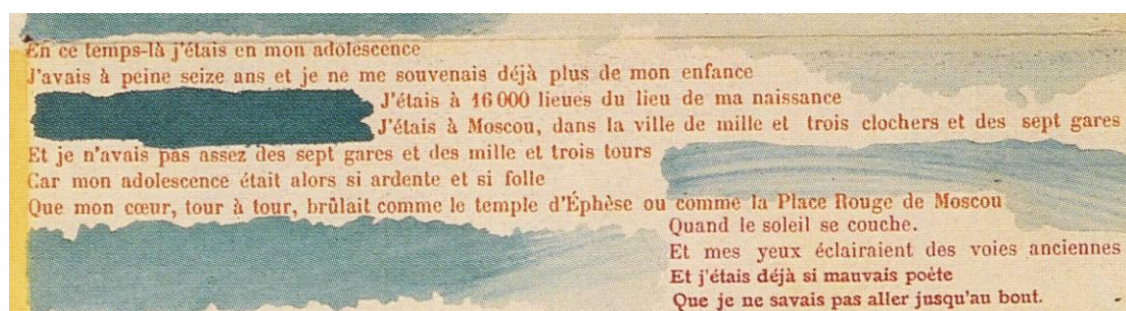 En ce temps-là j'étais en mon adolescence
J'avais à peine seize ans et je ne me souvenais déjà plus de mon enfance
J'étais à 16 000 lieues du lieu de ma naissance
J'étais à Moscou, dans la ville de mille et trois clochers et des sept gares
Et je n'avais pas assez des sept gares et des mille et trois tours
Car mon adolescence était alors si ardente et si folle
Que mon cœur, tour à tour, brûlait comme le temple d'Éphèse ou comme la Place Rouge de Moscou
Quand le soleil se couche.
Et mes yeux éclairaient des voies anciennes
Et j'étais déjà si mauvais poète
Que je ne savais pas aller jusqu'au bout.